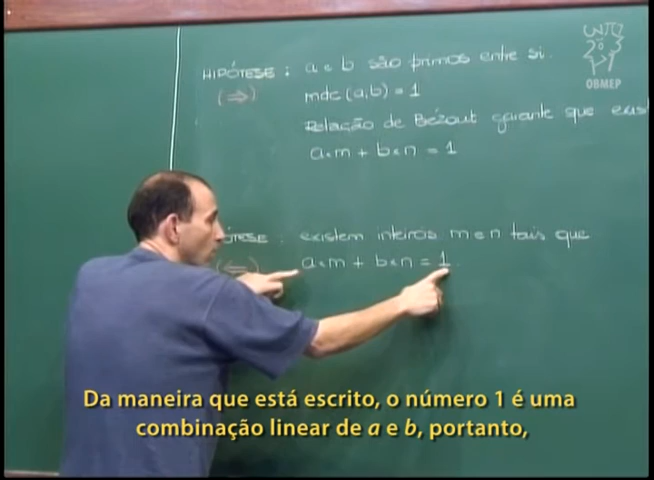 HIPÓTESE : a e b são primos entre si.
(⇒) mdc (a,b) = 1
Relação de Bézout garante que
a·m + b·n = 1
existem inteiros m e n tais que
(⇐) a·m + b·n = 1.
OBMEP
Da maneira que está escrito, o número 1 é uma
combinação linear de a e b, portanto,